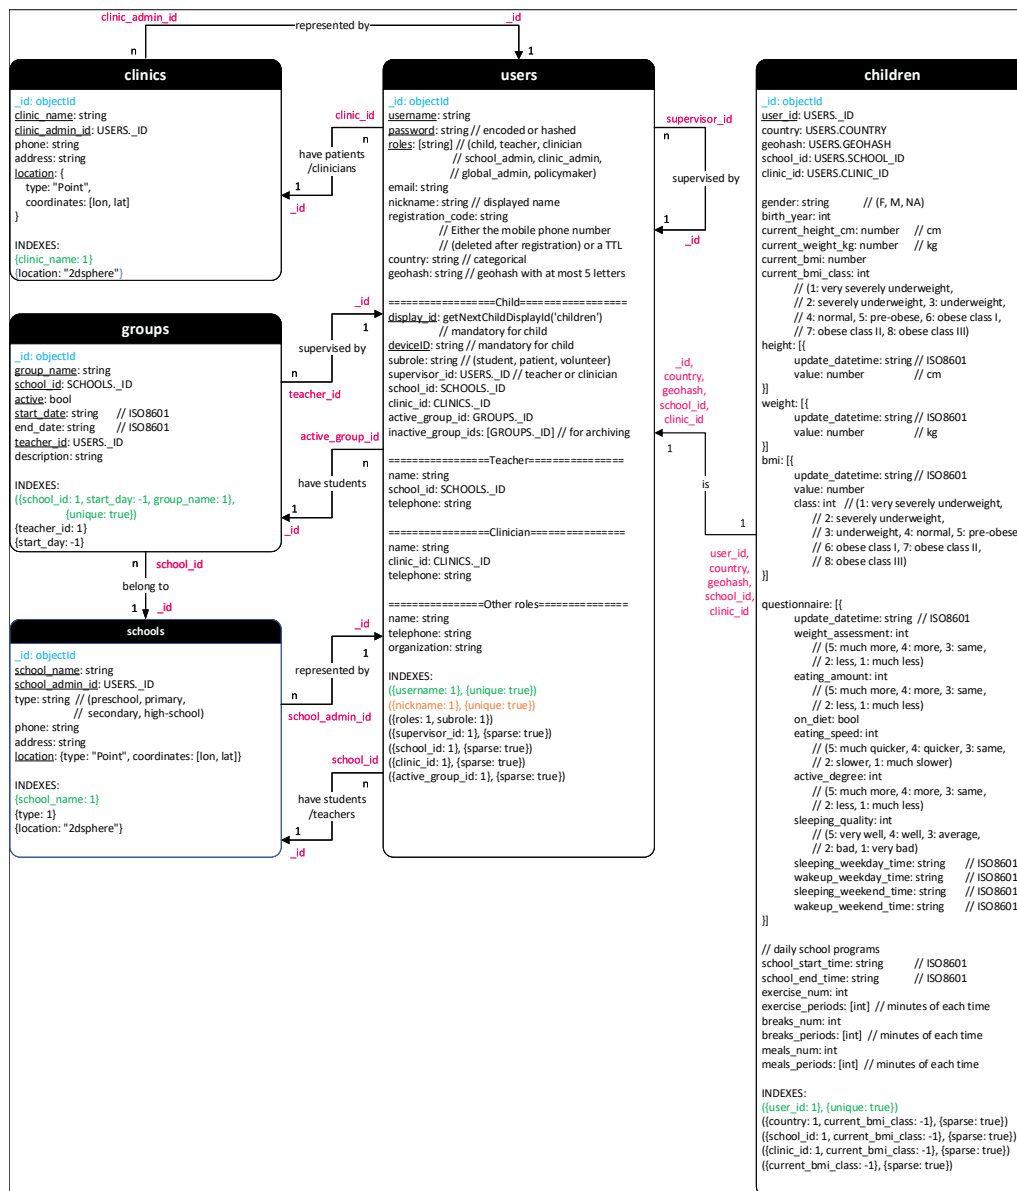 clinic_admin_id
represented by
_id
n
1
clinics
_id: objectId
clinic_name: string
clinic_admin_id: USERS._ID
phone: string
address: string
location: {
type: "Point",
coordinates: [lon, lat]
}
INDEXES:
{clinic_name: 1}
{location: "2dsphere"}
clinic_id
n
have patients
/clinicians
1
_id
groups
_id: objectId
group_name: string
school_id: SCHOOLS._ID
active: bool
start_date: string // ISO8601
end_date: string // ISO8601
teacher_id: USERS._ID
description: string
INDEXES:
({school_id: 1, start_day: -1, group_name: 1},
{unique: true})
{teacher_id: 1}
{start_day: -1}
_id
1
supervised by
n
teacher_id
active_group_id
n
have students
1
_id
n
school_id
belong to
1
_id
schools
_id: objectId
school_name: string
school_admin_id: USERS._ID
type: string // (preschool, primary,
// secondary, high-school)
phone: string
address: string
location: {type: "Point", coordinates: [lon, lat]}
INDEXES:
{school_name: 1}
{type: 1}
{location: "2dsphere"}
_id
1
represented by
n
school_admin_id
school_id
n
have students
/teachers
1
_id
users
_id: objectId
username: string
password: string // encoded or hashed
roles: [string] // (child, teacher, clinician
// school_admin, clinic_admin,
// global_admin, policymaker)
email: string
nickname: string // displayed name
registration_code: string
// Either the mobile phone number
// (deleted after registration) or a TTL
country: string // categorical
geohash: string // geohash with at most 5 letters
==================Child==================
display_id: getNextChildDisplayId('children')
// mandatory for child
deviceID: string // mandatory for child
subrole: string // (student, patient, volunteer)
supervisor_id: USERS._ID // teacher or clinician
school_id: SCHOOLS._ID
clinic_id: CLINICS._ID
active_group_id: GROUPS._ID
inactive_group_ids: [GROUPS._ID] // for archiving
=================Teacher================
name: string
school_id: SCHOOLS._ID
telephone: string
=================Clinician================
name: string
clinic_id: CLINICS._ID
telephone: string
================Other roles===============
name: string
telephone: string
organization: string
INDEXES:
({username: 1}, {unique: true})
({nickname: 1}, {unique: true})
({roles: 1, subrole: 1})
({supervisor_id: 1}, {sparse: true})
({school_id: 1}, {sparse: true})
({clinic_id: 1}, {sparse: true})
({active_group_id: 1}, {sparse: true})
supervisor_id
n
supervised by
1
_id
_id,
country,
geohash,
school_id,
clinic_id
1
is
1
user_id,
country,
geohash,
school_id,
clinic_id
children
_id: objectId
user_id: USERS._ID
country: USERS.COUNTRY
geohash: USERS.GEOHASH
school_id: USERS.SCHOOL_ID
clinic_id: USERS.CLINIC_ID
gender: string // (F, M, NA)
birth_year: int
current_height_cm: number // cm
current_weight_kg: number // kg
current_bmi: number
current_bmi_class: int
// (1: very severely underweight,
// 2: severely underweight, 3: underweight,
// 4: normal, 5: pre-obese, 6: obese class I,
// 7: obese class II, 8: obese class III)
height: [{
update_datetime: string // ISO8601
value: number // cm
}]
weight: [{
update_datetime: string // ISO8601
value: number // kg
}]
bmi: [{
update_datetime: string // ISO8601
value: number
class: int // (1: very severely underweight,
// 2: severely underweight,
// 3: underweight, 4: normal, 5: pre-obese
// 6: obese class I, 7: obese class II,
// 8: obese class III)
}]
questionnaire: [{
update_datetime: string // ISO8601
weight_assessment: int
// (5: much more, 4: more, 3: same,
// 2: less, 1: much less)
eating_amount: int
// (5: much more, 4: more, 3: same,
// 2: less, 1: much less)
on_diet: bool
eating_speed: int
// (5: much quicker, 4: quicker, 3: same,
// 2: slower, 1: much slower)
active_degree: int
// (5: much more, 4: more, 3: same,
// 2: less, 1: much less)
sleeping_quality: int
// (5: very well, 4: well, 3: average,
// 2: bad, 1: very bad)
sleeping_weekday_time: string // ISO8601
wakeup_weekday_time: string // ISO8601
sleeping_weekend_time: string // ISO8601
wakeup_weekend_time: string // ISO8601
}]
// daily school programs
school_start_time: string // ISO8601
school_end_time: string // ISO8601
exercise_num: int
exercise_periods: [int] // minutes of each time
breaks_num: int
breaks_periods: [int] // minutes of each time
meals_num: int
meals_periods: [int] // minutes of each time
INDEXES:
({user_id: 1}, {unique: true})
({country: 1, current_bmi_class: -1}, {sparse: true})
({school_id: 1, current_bmi_class: -1}, {sparse: true})
({clinic_id: 1, current_bmi_class: -1}, {sparse: true})
({current_bmi_class: -1}, {sparse: true})